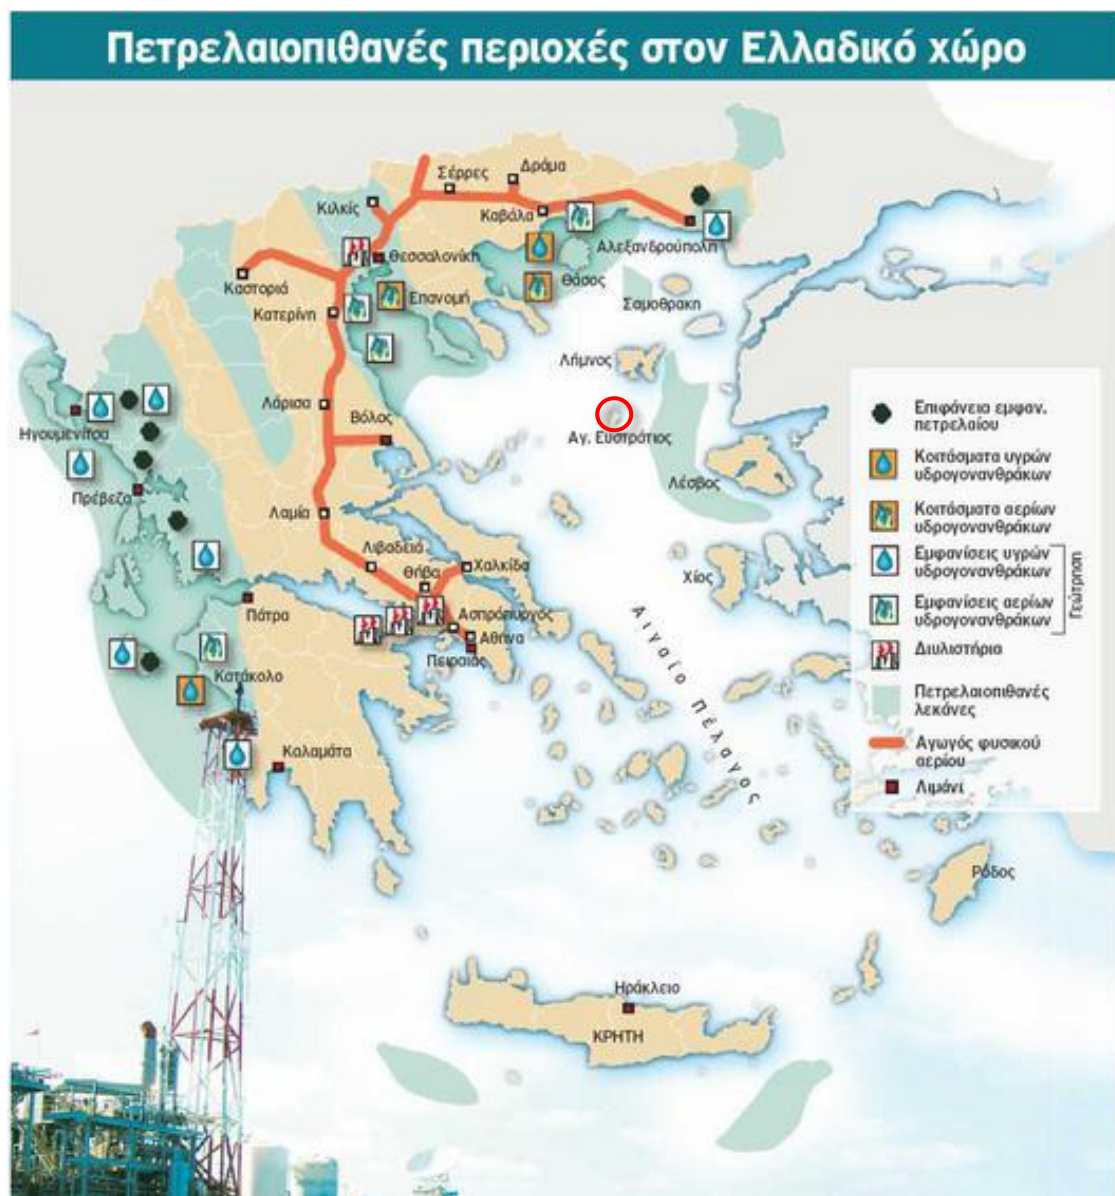 Πετρελαιοπιθανές περιοχές στον Ελλαδικό χώρο
Δράμα
Σέρρες
Κιλκίς
Καβάλα
Αλεξανδρούπολη
Θεσσαλονίκη
Θάσος
Καστοριά
Επανομή
Κατερίνη
Σαμοθρακη
Λήμνος
Λάρισα
Βόλος
Ηγουμενίτσα
Αγ. Ευστράτιος
Πρέβεζα
Λέσβος
Λαμία
Λιβαδειά
Χαλκίδα
Θήβα
Χίος
Πάτρα
Ασπρόπυργος
Αθήνα
Πειραιάς
Κατάκολο
Αιγαίο Πέλαγος
Καλαμάτα
Ρόδος
Ηράκλειο
ΚΡΗΤΗ
Επιφάνεια εμφαν.
πετρελαίου
Κοιτάσματα υγρών
υδρογονανθράκων
Κοιτάσματα αερίων
υδρογονανθράκων
Εμφανίσεις υγρών
υδρογονανθράκων
Εμφανίσεις αερίων
υδρογονανθράκων
Γεώτρηση
Διυλιστήρια
Πετρελαιοπιθανές
λεκάνες
Αγωγός φυσικού
αερίου
Λιμάνι